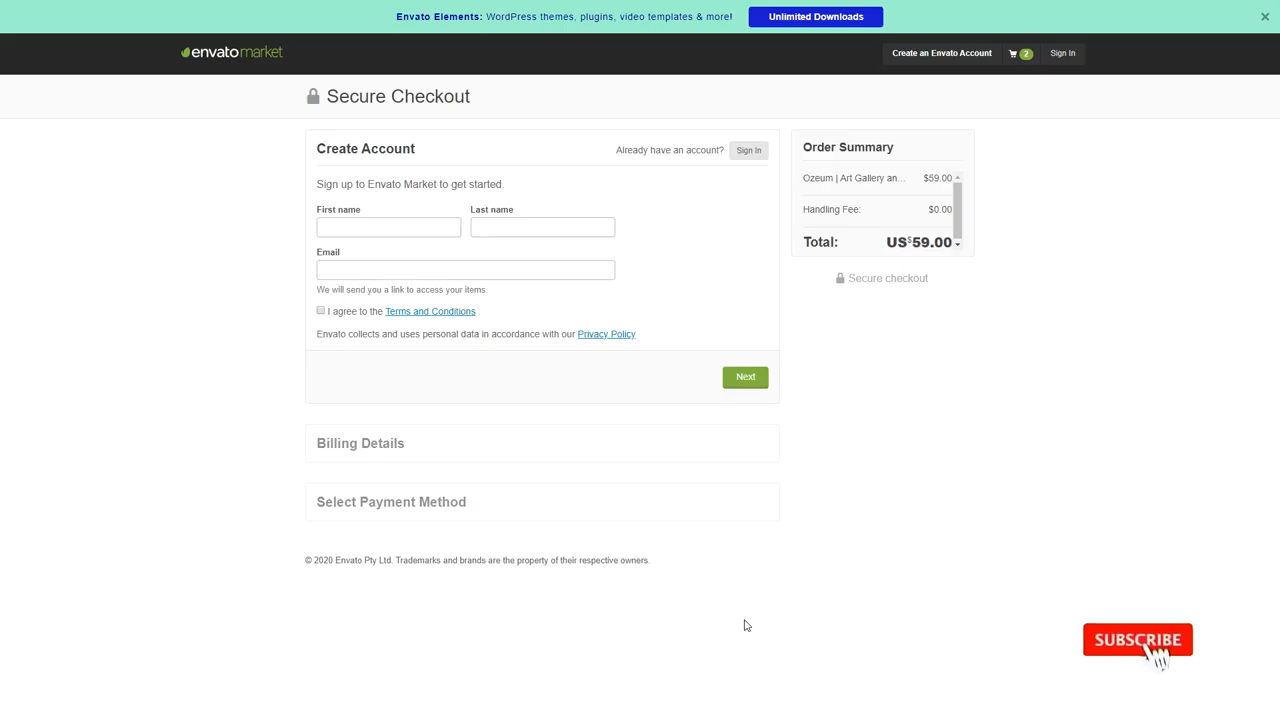 Envato Elements: WordPress themes, plugins, video templates & more!
Unlimited Downloads
envatomarket
Create an Envato Account
2
Sign In
Secure Checkout
Create Account
Already have an account?
Sign In
Sign up to Envato Market to get started.
First name
Last name
Email
We will send you a link to access your items.
I agree to the Terms and Conditions
Envato collects and uses personal data in accordance with our Privacy Policy
Next
Order Summary
Ozeum | Art Gallery an... $59.00
Handling Fee: $0.00
Total: US$59.00
Secure checkout
Billing Details
Select Payment Method
© 2020 Envato Pty Ltd. Trademarks and brands are the property of their respective owners.
SUBSCRIBE